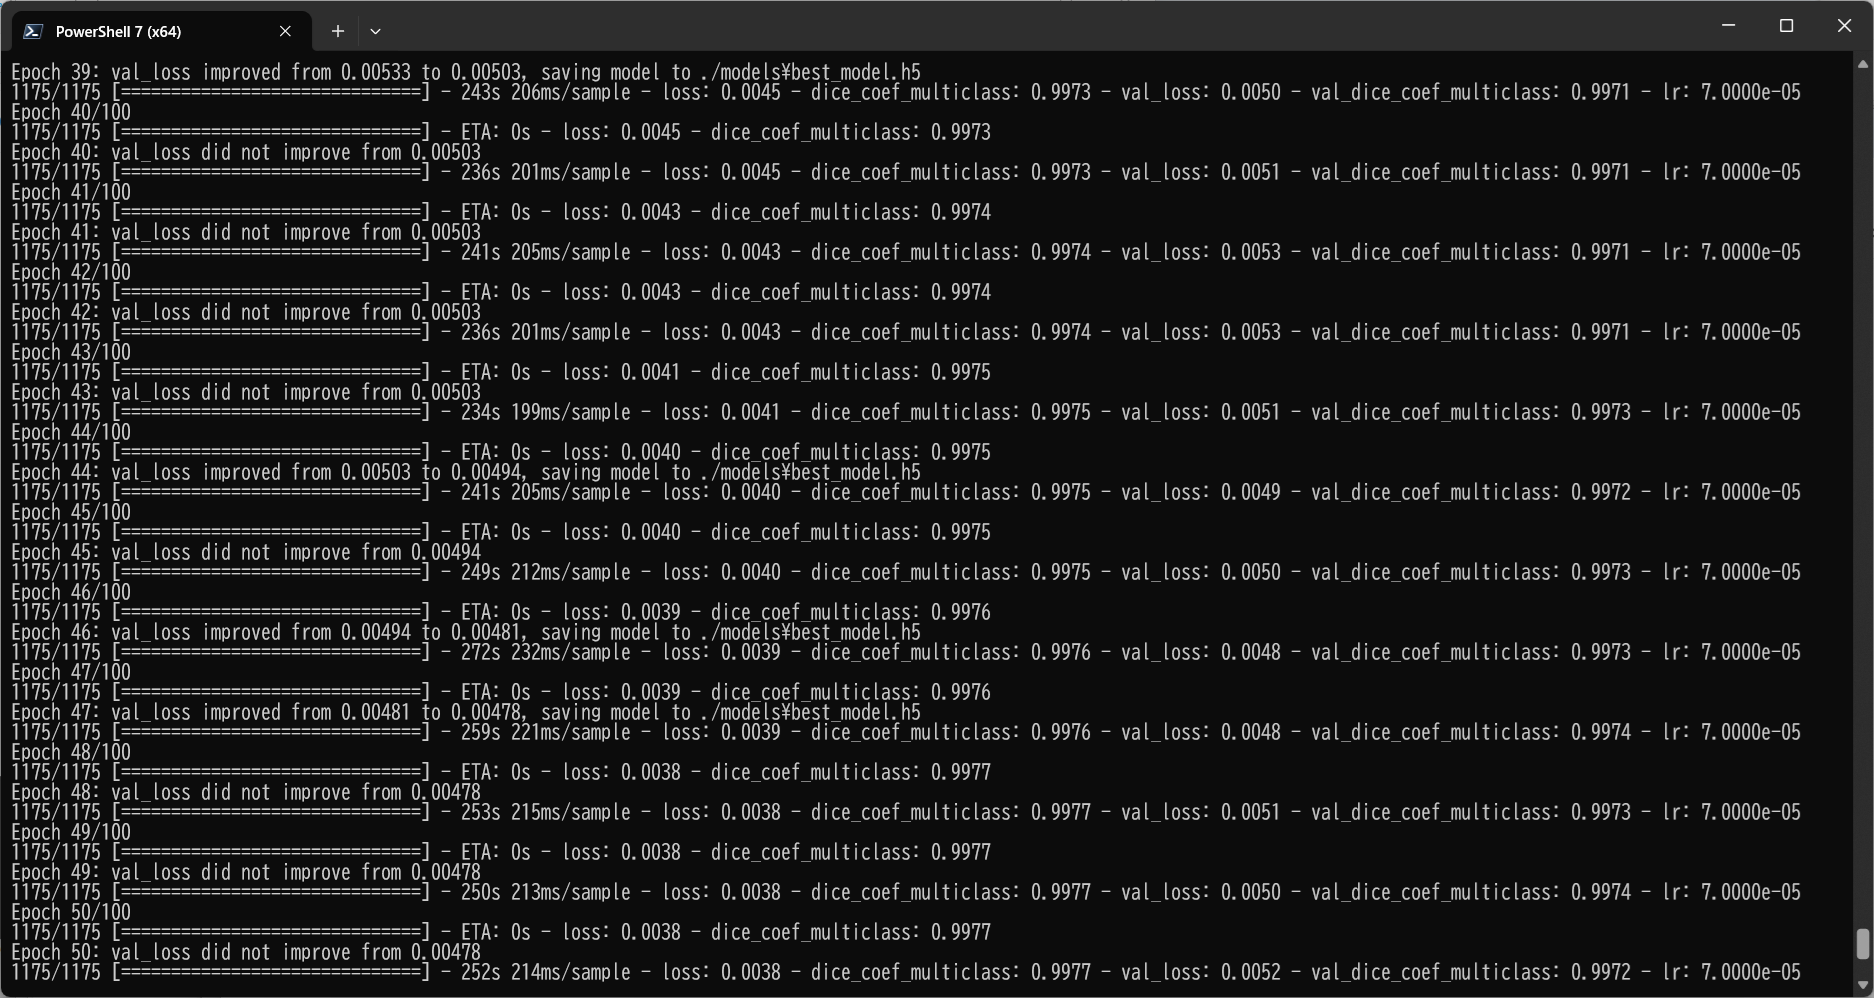 PowerShell 7 (x64)
Epoch 39: val_loss improved from 0.00533 to 0.00503, saving model to ./models¥best_model.h5
1175/1175 [==============================] - 243s 206ms/sample - loss: 0.0045 - dice_coef_multiclass: 0.9973 - val_loss: 0.0050 - val_dice_coef_multiclass: 0.9971 - lr: 7.0000e-05
Epoch 40/100
1175/1175 [==============================] - ETA: 0s - loss: 0.0045 - dice_coef_multiclass: 0.9973
Epoch 40: val_loss did not improve from 0.00503
1175/1175 [==============================] - 236s 201ms/sample - loss: 0.0045 - dice_coef_multiclass: 0.9973 - val_loss: 0.0051 - val_dice_coef_multiclass: 0.9971 - lr: 7.0000e-05
Epoch 41/100
1175/1175 [==============================] - ETA: 0s - loss: 0.0043 - dice_coef_multiclass: 0.9974
Epoch 41: val_loss did not improve from 0.00503
1175/1175 [==============================] - 241s 205ms/sample - loss: 0.0043 - dice_coef_multiclass: 0.9974 - val_loss: 0.0053 - val_dice_coef_multiclass: 0.9971 - lr: 7.0000e-05
Epoch 42/100
1175/1175 [==============================] - ETA: 0s - loss: 0.0043 - dice_coef_multiclass: 0.9974
Epoch 42: val_loss did not improve from 0.00503
1175/1175 [==============================] - 236s 201ms/sample - loss: 0.0043 - dice_coef_multiclass: 0.9974 - val_loss: 0.0053 - val_dice_coef_multiclass: 0.9971 - lr: 7.0000e-05
Epoch 43/100
1175/1175 [==============================] - ETA: 0s - loss: 0.0041 - dice_coef_multiclass: 0.9975
Epoch 43: val_loss did not improve from 0.00503
1175/1175 [==============================] - 234s 199ms/sample - loss: 0.0041 - dice_coef_multiclass: 0.9975 - val_loss: 0.0051 - val_dice_coef_multiclass: 0.9973 - lr: 7.0000e-05
Epoch 44/100
1175/1175 [==============================] - ETA: 0s - loss: 0.0040 - dice_coef_multiclass: 0.9975
Epoch 44: val_loss improved from 0.00503 to 0.00494, saving model to ./models¥best_model.h5
1175/1175 [==============================] - 241s 205ms/sample - loss: 0.0040 - dice_coef_multiclass: 0.9975 - val_loss: 0.0049 - val_dice_coef_multiclass: 0.9972 - lr: 7.0000e-05
Epoch 45/100
1175/1175 [==============================] - ETA: 0s - loss: 0.0040 - dice_coef_multiclass: 0.9975
Epoch 45: val_loss did not improve from 0.00494
1175/1175 [==============================] - 249s 212ms/sample - loss: 0.0040 - dice_coef_multiclass: 0.9975 - val_loss: 0.0050 - val_dice_coef_multiclass: 0.9973 - lr: 7.0000e-05
Epoch 46/100
1175/1175 [==============================] - ETA: 0s - loss: 0.0039 - dice_coef_multiclass: 0.9976
Epoch 46: val_loss improved from 0.00494 to 0.00481, saving model to ./models¥best_model.h5
1175/1175 [==============================] - 272s 232ms/sample - loss: 0.0039 - dice_coef_multiclass: 0.9976 - val_loss: 0.0048 - val_dice_coef_multiclass: 0.9973 - lr: 7.0000e-05
Epoch 47/100
1175/1175 [==============================] - ETA: 0s - loss: 0.0039 - dice_coef_multiclass: 0.9976
Epoch 47: val_loss improved from 0.00481 to 0.00478, saving model to ./models¥best_model.h5
1175/1175 [==============================] - 259s 221ms/sample - loss: 0.0039 - dice_coef_multiclass: 0.9976 - val_loss: 0.0048 - val_dice_coef_multiclass: 0.9974 - lr: 7.0000e-05
Epoch 48/100
1175/1175 [==============================] - ETA: 0s - loss: 0.0038 - dice_coef_multiclass: 0.9977
Epoch 48: val_loss did not improve from 0.00478
1175/1175 [==============================] - 253s 215ms/sample - loss: 0.0038 - dice_coef_multiclass: 0.9977 - val_loss: 0.0051 - val_dice_coef_multiclass: 0.9973 - lr: 7.0000e-05
Epoch 49/100
1175/1175 [==============================] - ETA: 0s - loss: 0.0038 - dice_coef_multiclass: 0.9977
Epoch 49: val_loss did not improve from 0.00478
1175/1175 [==============================] - 250s 213ms/sample - loss: 0.0038 - dice_coef_multiclass: 0.9977 - val_loss: 0.0050 - val_dice_coef_multiclass: 0.9974 - lr: 7.0000e-05
Epoch 50/100
1175/1175 [==============================] - ETA: 0s - loss: 0.0038 - dice_coef_multiclass: 0.9977
Epoch 50: val_loss did not improve from 0.00478
1175/1175 [==============================] - 252s 214ms/sample - loss: 0.0038 - dice_coef_multiclass: 0.9977 - val_loss: 0.0052 - val_dice_coef_multiclass: 0.9972 - lr: 7.0000e-05